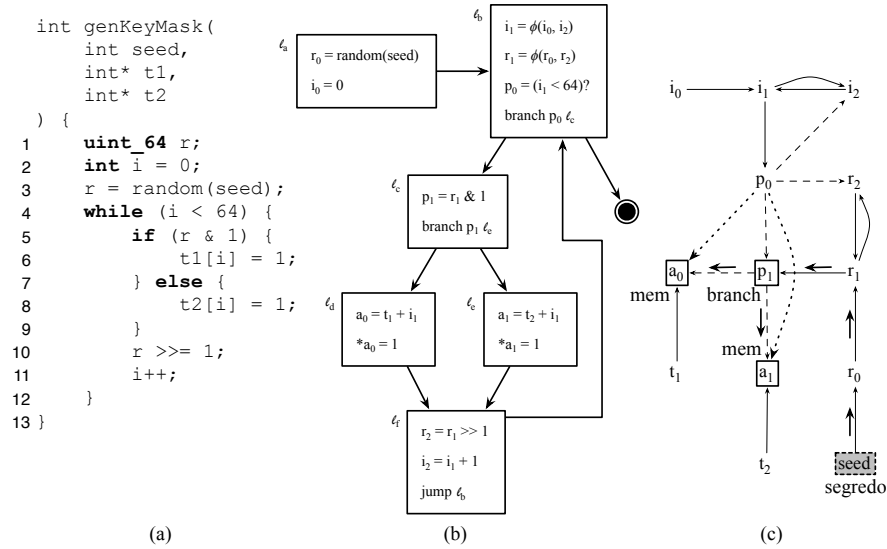 int genKeyMask(
int seed,
int* t1,
int* t2
) {
1 uint_64 r;
2 int i = 0;
3 r = random(seed);
4 while (i < 64) {
5 if (r & 1) {
6 t1[i] = 1;
7 } else {
8 t2[i] = 1;
9 }
10 r >>= 1;
11 i++;
12 }
13 }
(a)
ℓa
r0 = random(seed)
i0 = 0
ℓb
i1 = ϕ(i0, i2)
r1 = ϕ(r0, r2)
p0 = (i1 < 64)?
branch p0 ℓc
ℓc
p1 = r1 & 1
branch p1 ℓe
ℓd
a0 = t1 + i1
*a0 = 1
ℓe
a1 = t2 + i1
*a1 = 1
ℓf
r2 = r1 >> 1
i2 = i1 + 1
jump ℓb
(b)
i0 i1 i2
p0 r2
a0 p1 r1
mem branch
mem
t1 a1 r0
t2 seed
segredo
(c)